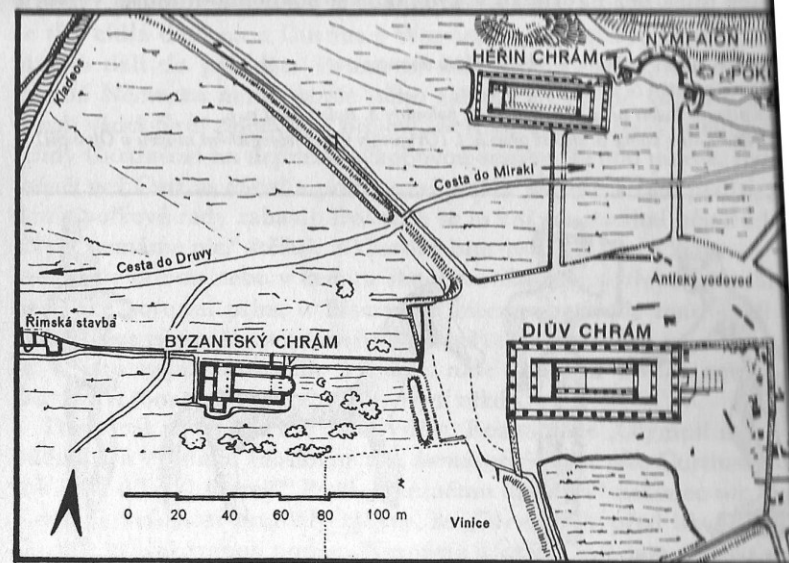 NYMFAION
HÉŘIN CHRÁM
Kladeos
Cesta do Miraki
Cesta do Druvy
Antický vodovod
Římská stavba
BYZANTSKÝ CHRÁM
DIŮV CHRÁM
0 20 40 60 80 100 m
Vinice